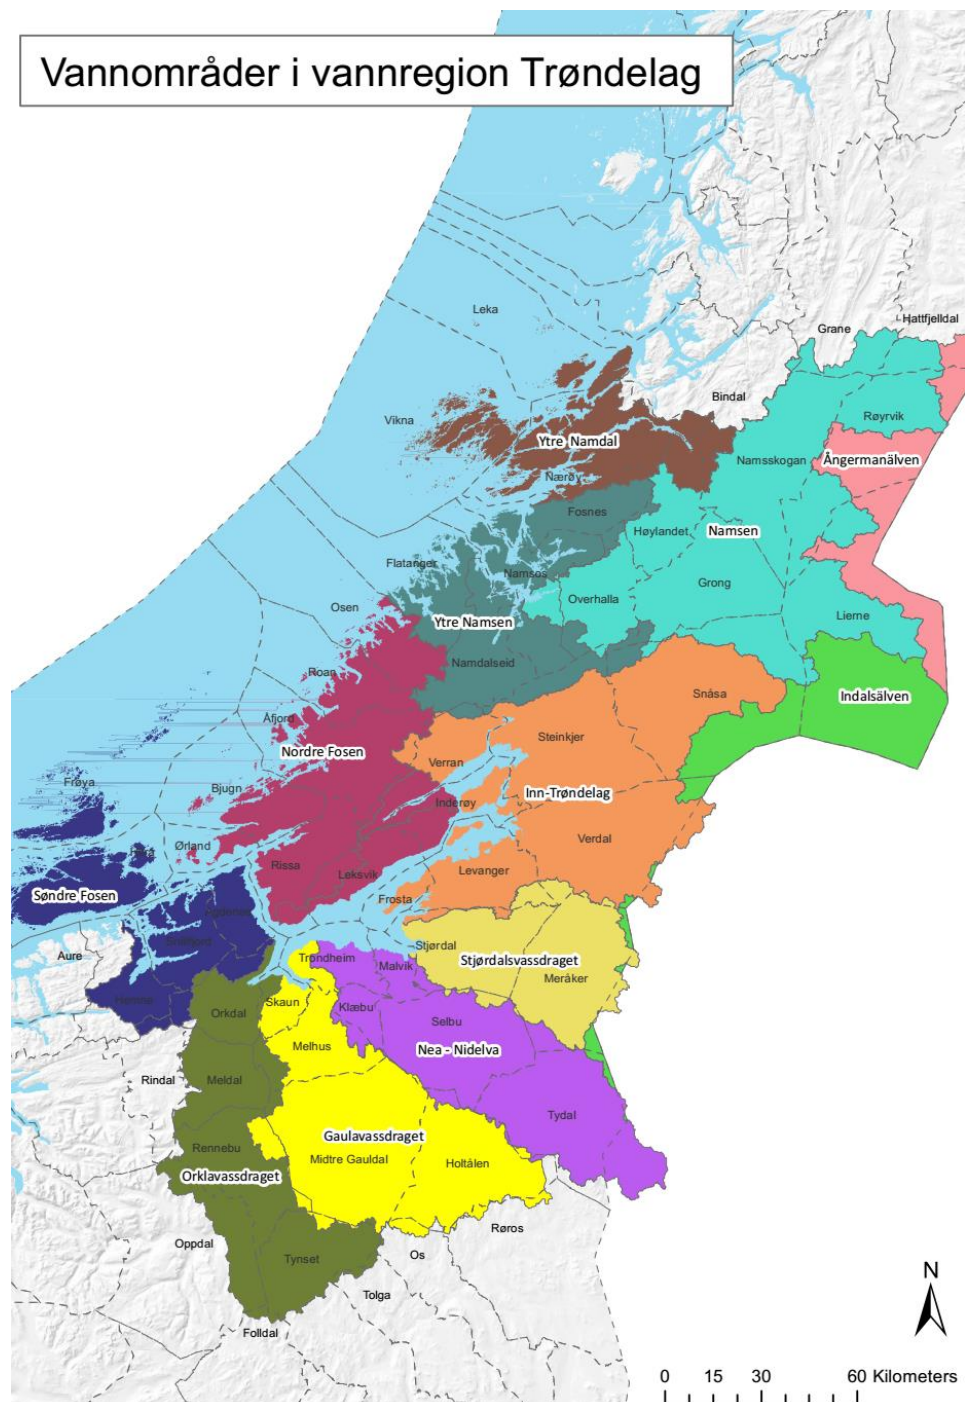 Vannområder i vannregion Trøndelag
Leka
Hattfjelldal
Grane
Bindal
Røyrvik
Vikna
Ytre Namdal
Namsskogan
Ångermanälven
Nærøy
Fosnes
Høylandet
Namsen
Flatanger
Namsos
Grong
Overhalla
Osen
Lierne
Ytre Namsen
Namdalseid
Roan
Snåsa
Indalsälven
Åfjord
Steinkjer
Nordre Fosen
Verran
Frøya
Bjugn
Inderøy
Inn-Trøndelag
Verdal
Ørland
Hitra
Rissa
Leksvik
Levanger
Søndre Fosen
Frosta
Agdenes
Snillfjord
Stjørdal
Aure
Trondheim
Malvik
Stjørdalsvassdraget
Meråker
Hemne
Skaun
Klæbu
Orkdal
Selbu
Melhus
Nea - Nidelva
Rindal
Meldal
Tydal
Gaulavassdraget
Rennebu
Midtre Gauldal
Holtålen
Orklavassdraget
Røros
Oppdal
Os
Tynset
Tolga
Folldal
N
0 15 30 60 Kilometers